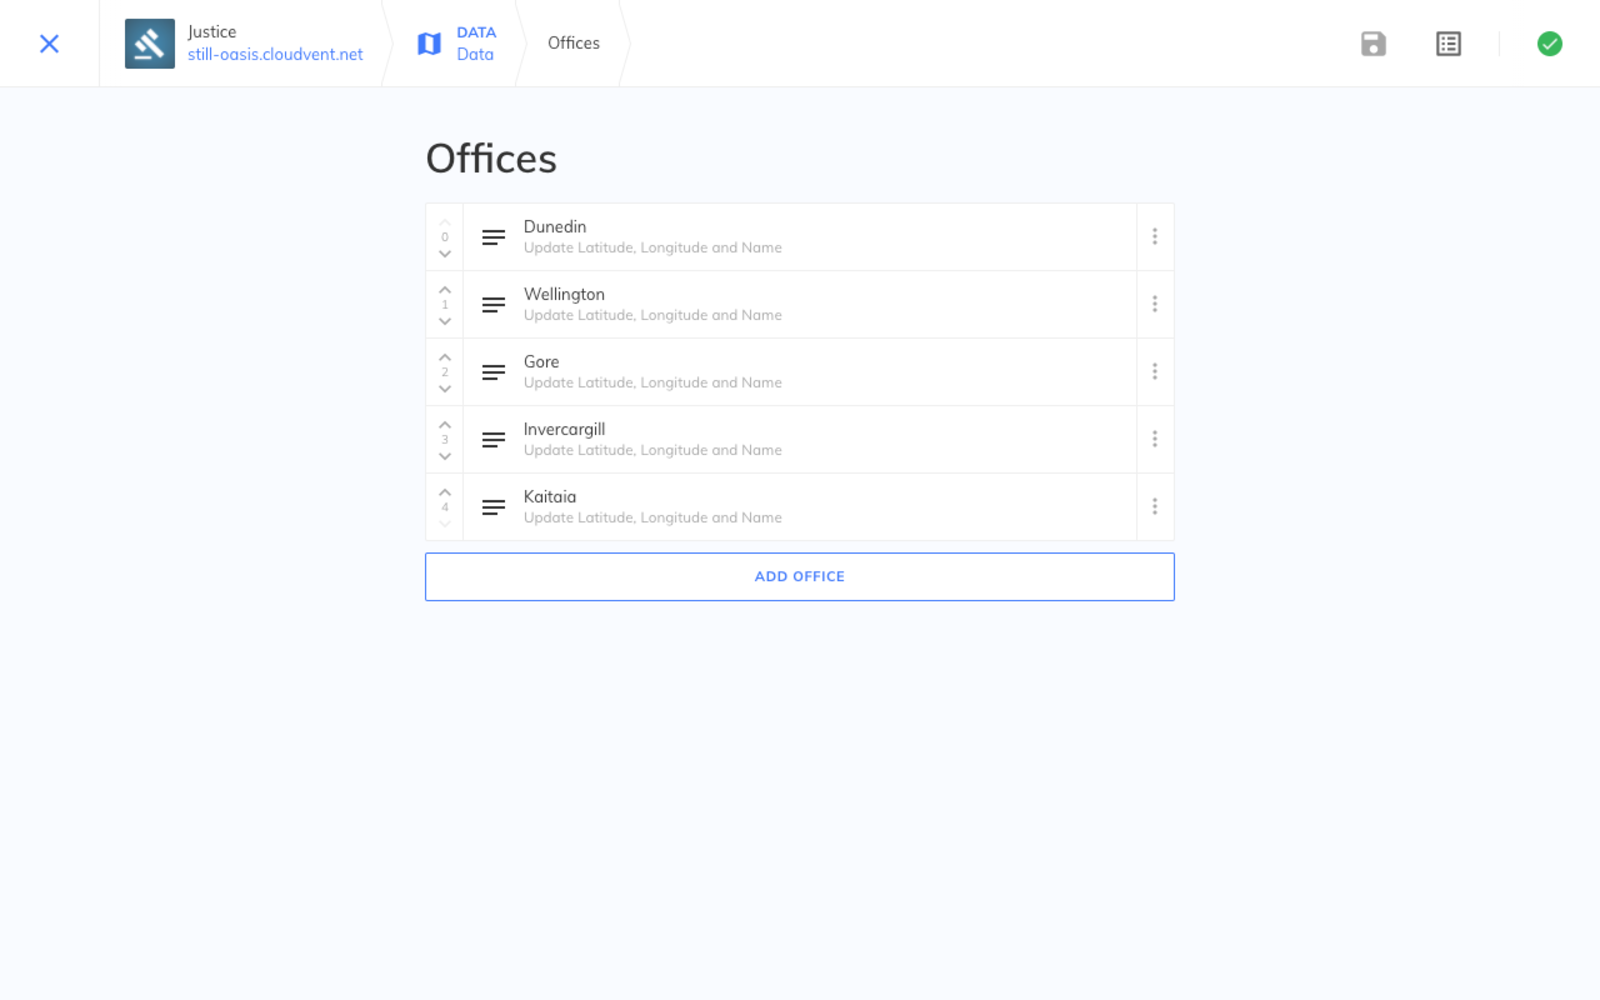 Justice
still-oasis.cloudvent.net
DATA
Data
Offices
Offices
0
Dunedin
Update Latitude, Longitude and Name
1
Wellington
Update Latitude, Longitude and Name
2
Gore
Update Latitude, Longitude and Name
3
Invercargill
Update Latitude, Longitude and Name
4
Kaitaia
Update Latitude, Longitude and Name
ADD OFFICE